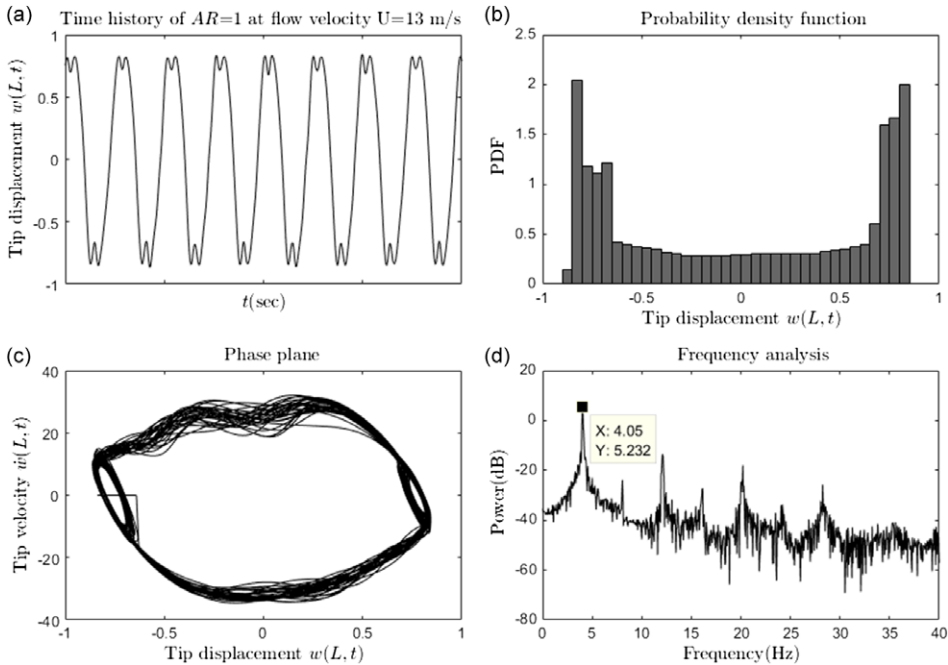 (a) Time history of AR=1 at flow velocity U=13 m/s
Tip displacement w(L, t)
1
0.5
0
-0.5
-1
t(sec)
(b) Probability density function
PDF
2.5
2
1.5
1
0.5
0
-1 -0.5 0 0.5 1
Tip displacement w(L, t)
(c) Phase plane
Tip velocity ẇ(L, t)
40
20
0
-20
-40
-1 -0.5 0 0.5 1
Tip displacement w(L, t)
(d) Frequency analysis
Power(dB)
20
0
-20
-40
-60
-80
X: 4.05
Y: 5.232
0 5 10 15 20 25 30 35 40
Frequency(Hz)